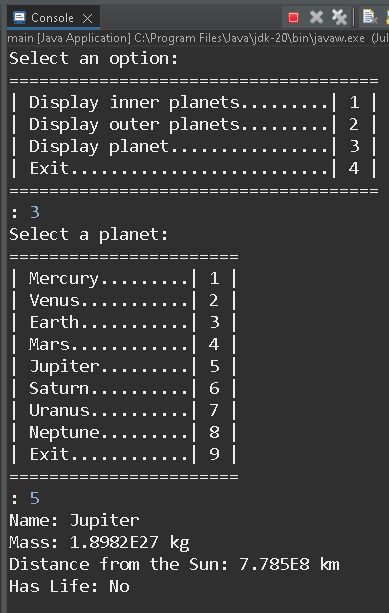 Console
main [Java Application] C:\Program Files\Java\jdk-20\bin\javaw.exe (Jul
Select an option:
====================================
| Display inner planets.........| 1 |
| Display outer planets.........| 2 |
| Display planet................| 3 |
| Exit..........................| 4 |
====================================
: 3
Select a planet:
=======================
| Mercury.........| 1 |
| Venus...........| 2 |
| Earth...........| 3 |
| Mars............| 4 |
| Jupiter.........| 5 |
| Saturn..........| 6 |
| Uranus..........| 7 |
| Neptune.........| 8 |
| Exit............| 9 |
=======================
: 5
Name: Jupiter
Mass: 1.8982E27 kg
Distance from the Sun: 7.785E8 km
Has Life: No